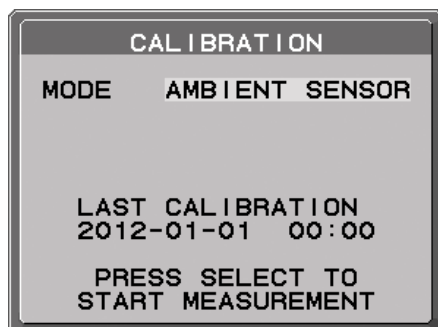 CALIBRATION
MODE AMBIENT SENSOR
LAST CALIBRATION
2012-01-01 00:00
PRESS SELECT TO
START MEASUREMENT